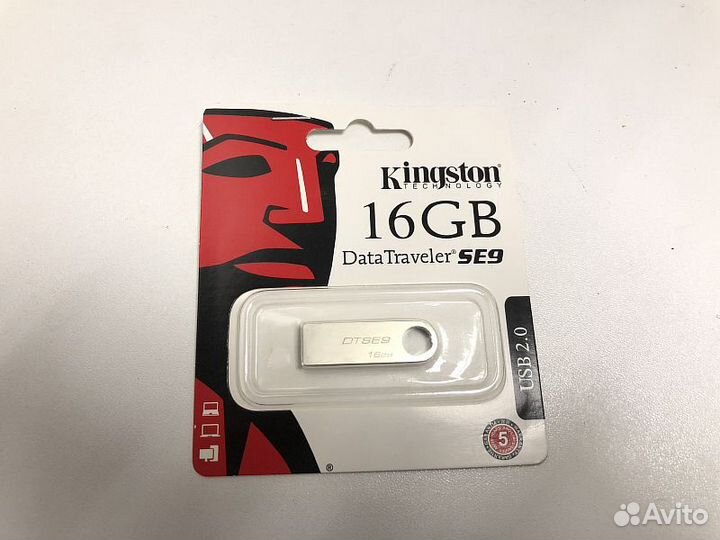 Kingston
TECHNOLOGY
16GB
DataTraveler® SE9
DTSE9
16GB
USB 2.0
5
®
Avito